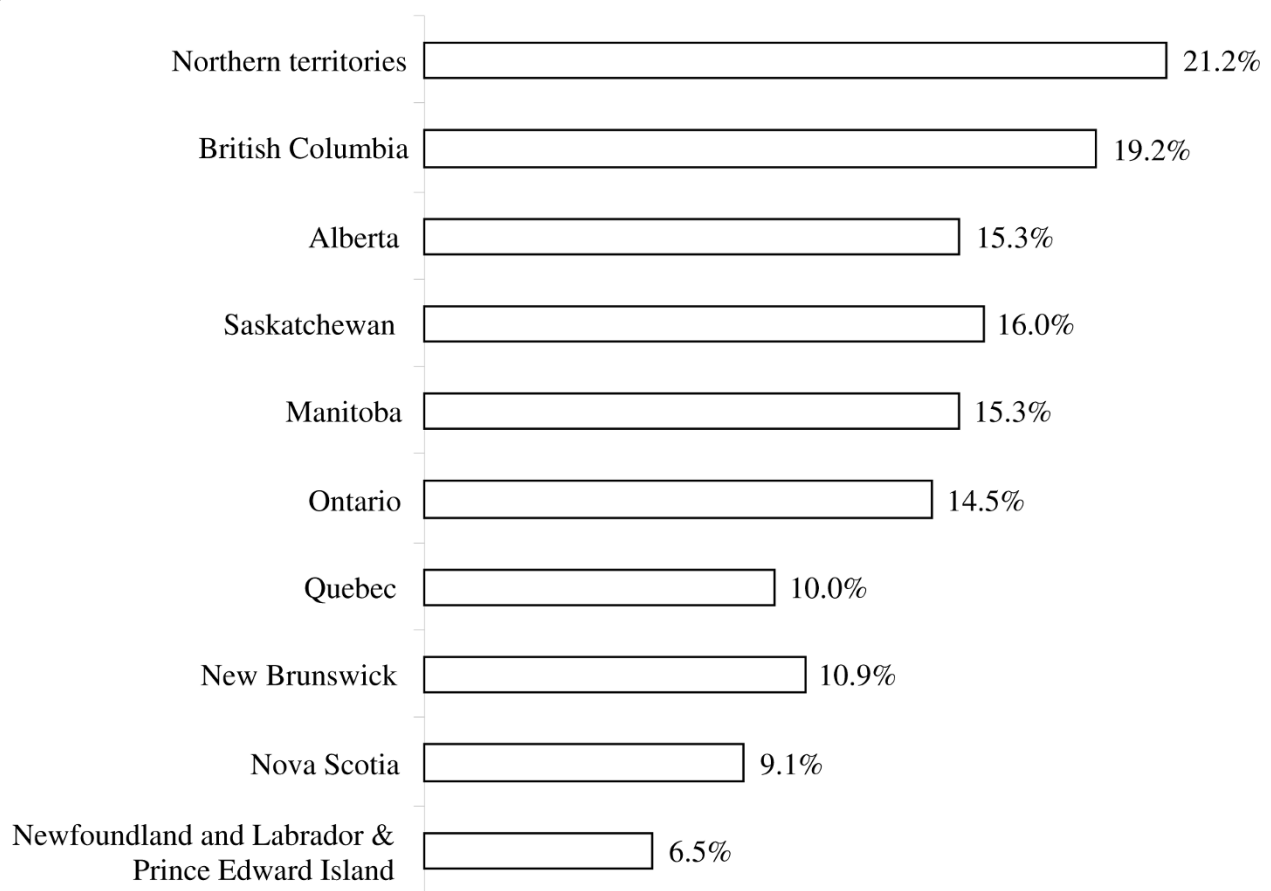 Northern territories 21.2%
British Columbia 19.2%
Alberta 15.3%
Saskatchewan 16.0%
Manitoba 15.3%
Ontario 14.5%
Quebec 10.0%
New Brunswick 10.9%
Nova Scotia 9.1%
Newfoundland and Labrador &
Prince Edward Island 6.5%